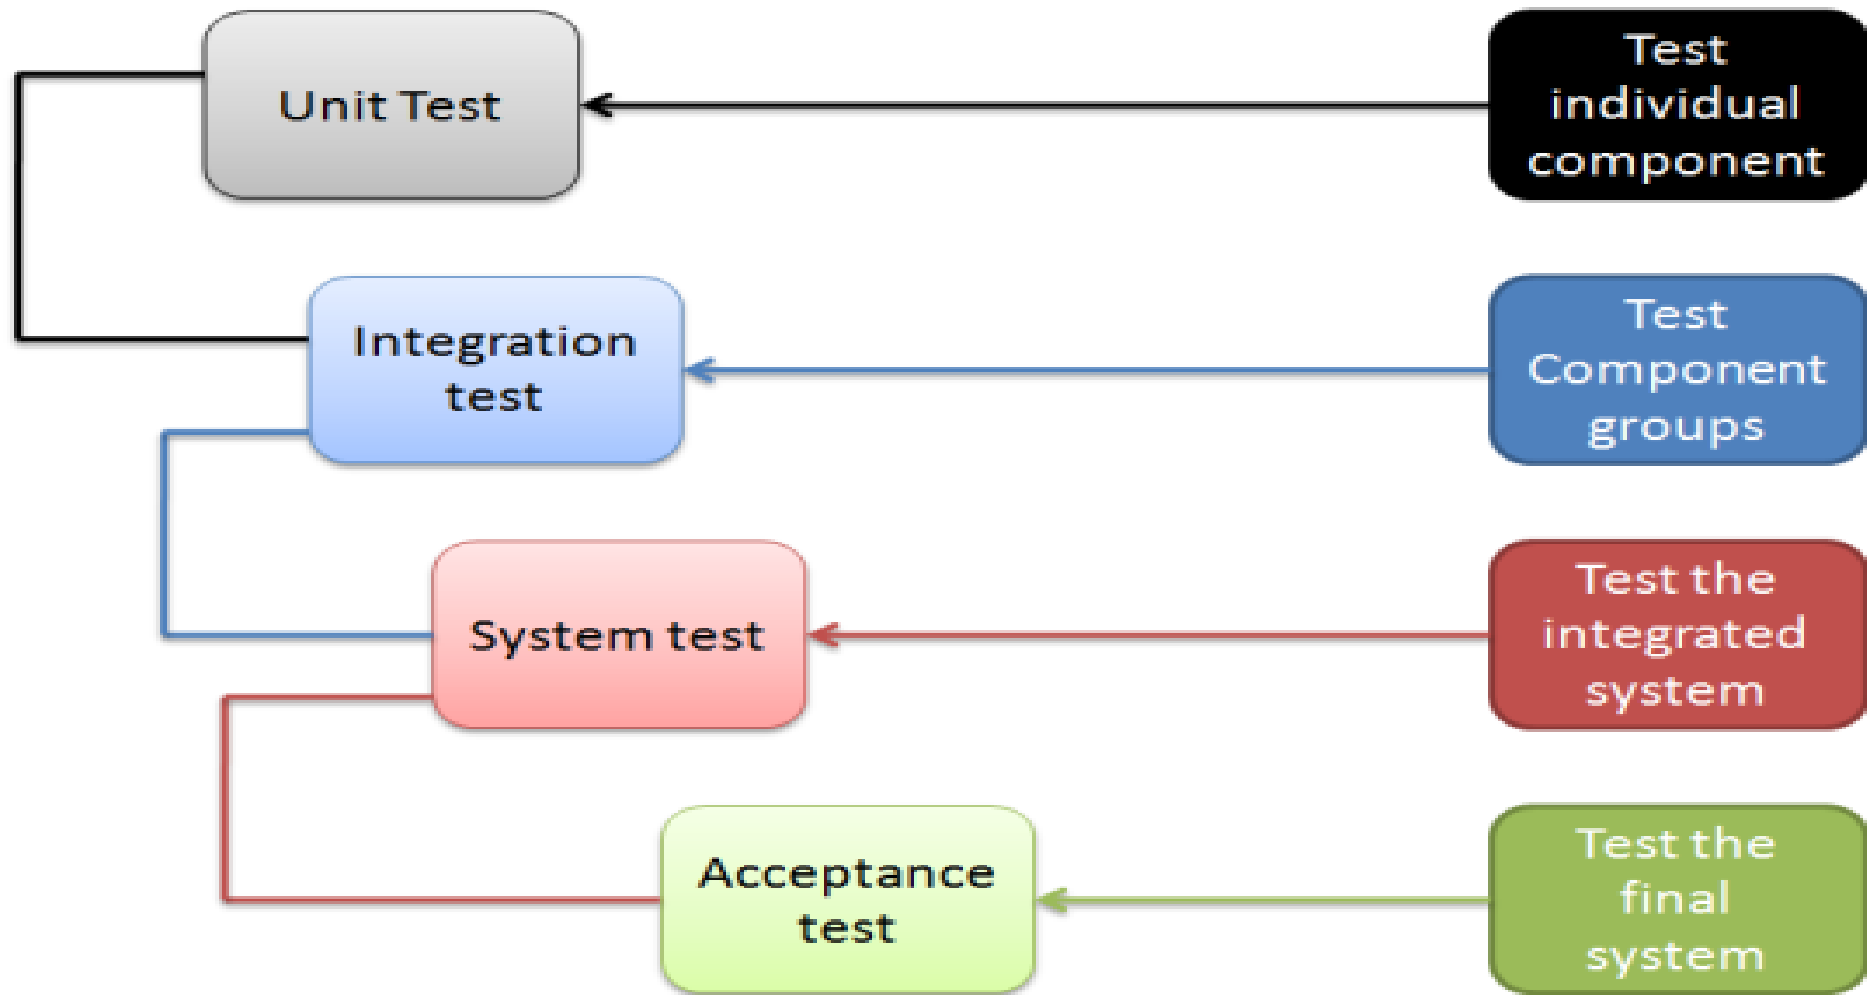 Unit Test
Test
individual
component
Integration
test
Test
Component
groups
System test
Test the
integrated
system
Acceptance
test
Test the
final
system